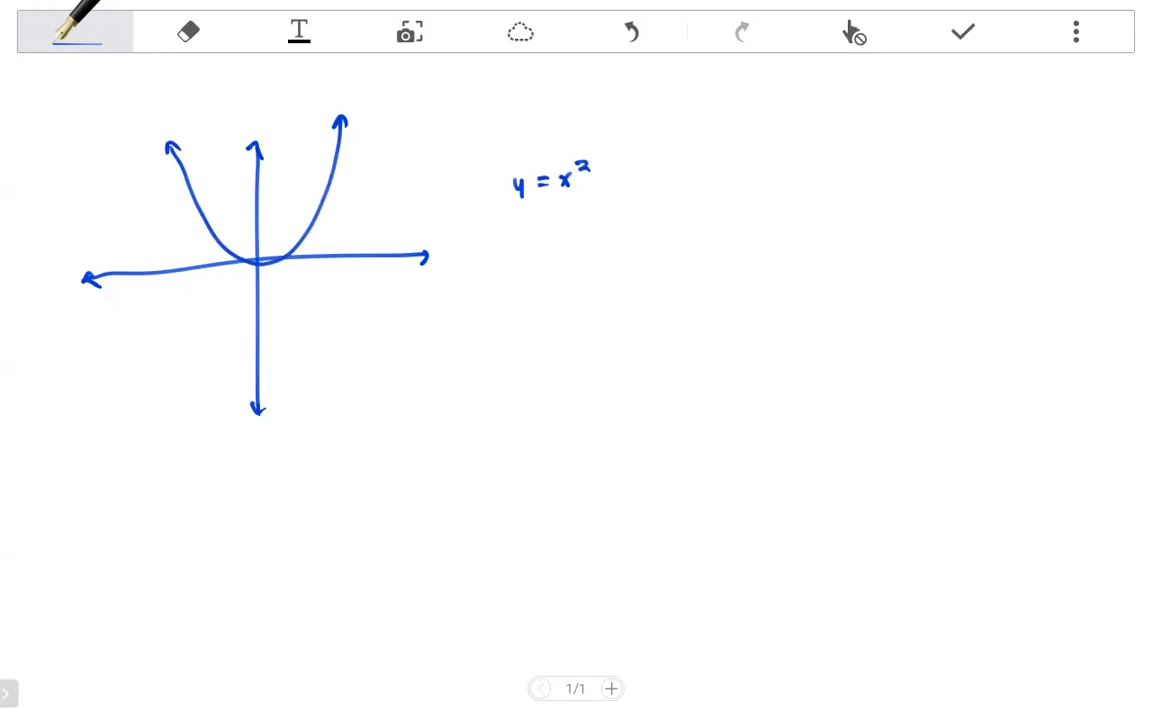 T
y = x²
1/1